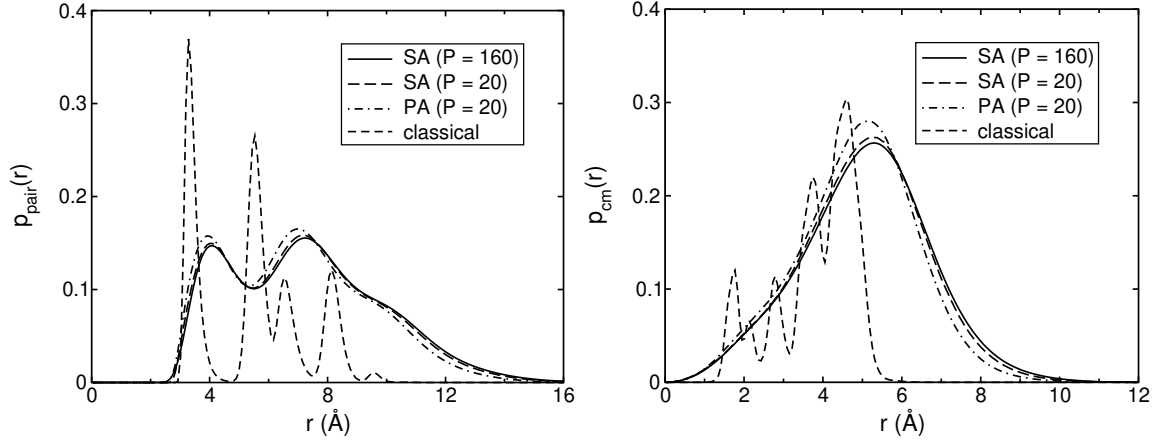 0.4
0.3
0.2
0.1
0
p_pair(r)
SA (P = 160)
SA (P = 20)
PA (P = 20)
classical
0 4 8 12 16
r (Å)
0.4
0.3
0.2
0.1
0
p_cm(r)
SA (P = 160)
SA (P = 20)
PA (P = 20)
classical
0 2 4 6 8 10 12
r (Å)